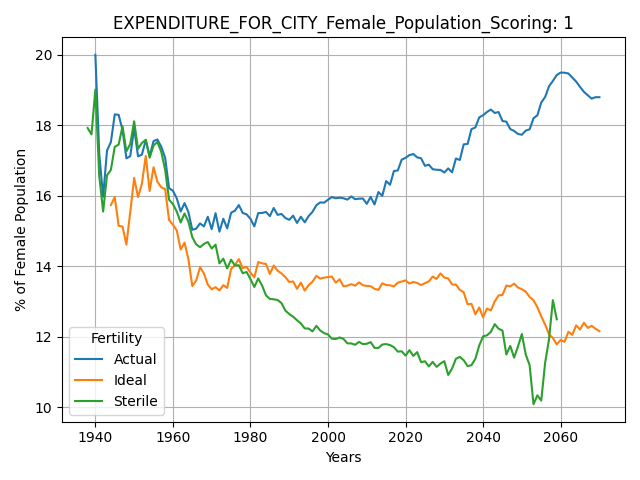 EXPENDITURE_FOR_CITY_Female_Population_Scoring: 1
% of Female Population
20
18
16
14
12
10
Fertility
Actual
Ideal
Sterile
1940 1960 1980 2000 2020 2040 2060
Years